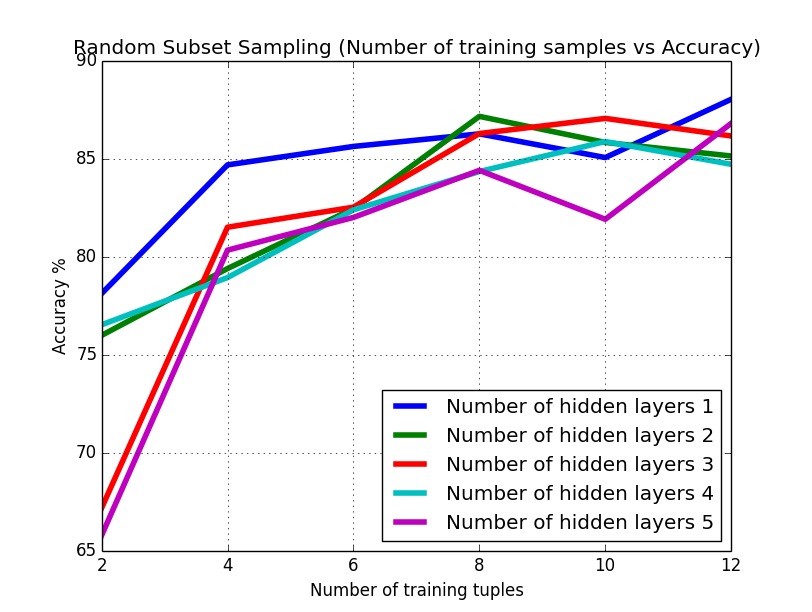 Random Subset Sampling (Number of training samples vs Accuracy)
90
85
80
75
70
65
Accuracy %
2 4 6 8 10 12
Number of training tuples
Number of hidden layers 1
Number of hidden layers 2
Number of hidden layers 3
Number of hidden layers 4
Number of hidden layers 5